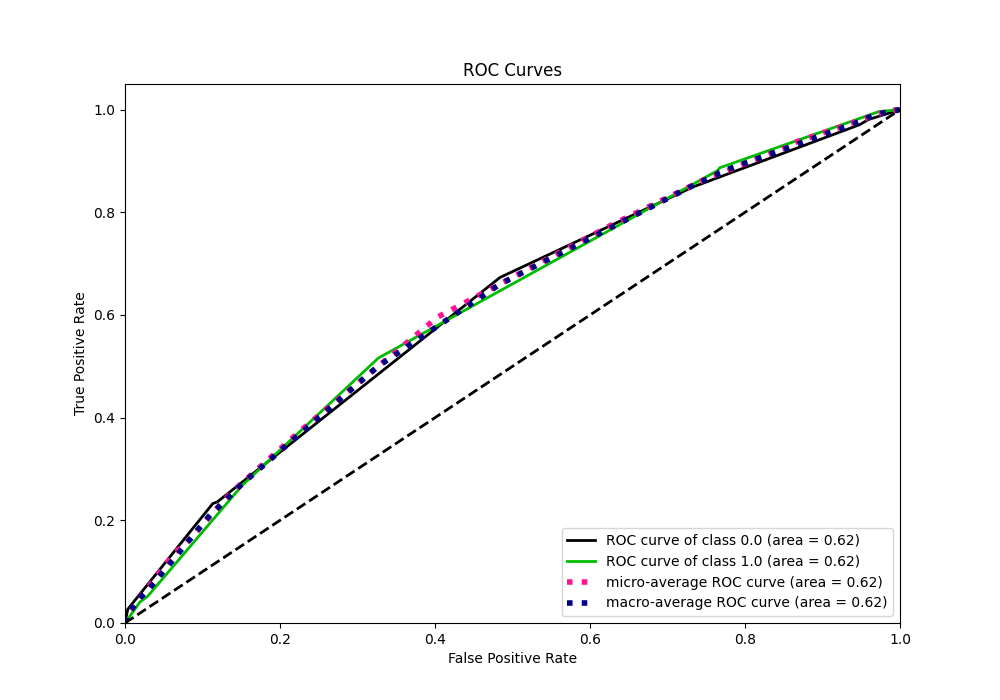 ROC Curves
1.0
0.8
0.6
0.4
0.2
0.0
True Positive Rate
0.0 0.2 0.4 0.6 0.8 1.0
False Positive Rate
ROC curve of class 0.0 (area = 0.62)
ROC curve of class 1.0 (area = 0.62)
micro-average ROC curve (area = 0.62)
macro-average ROC curve (area = 0.62)